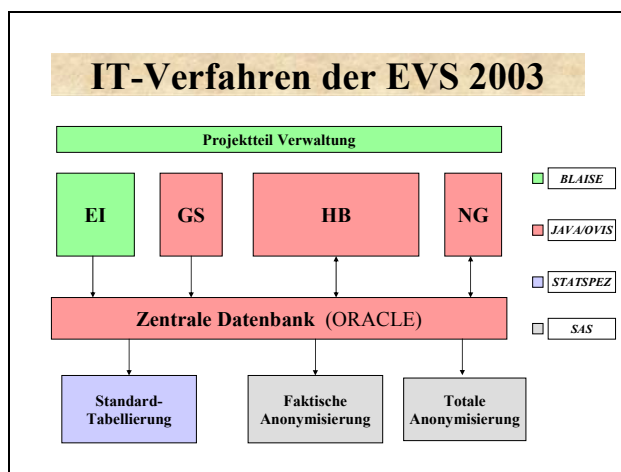 IT-Verfahren der EVS 2003
Projektteil Verwaltung
EI
GS
HB
NG
BLAISE
JAVA/OVIS
STATSPEZ
SAS
Zentrale Datenbank (ORACLE)
Standard-
Tabellierung
Faktische
Anonymisierung
Totale
Anonymisierung